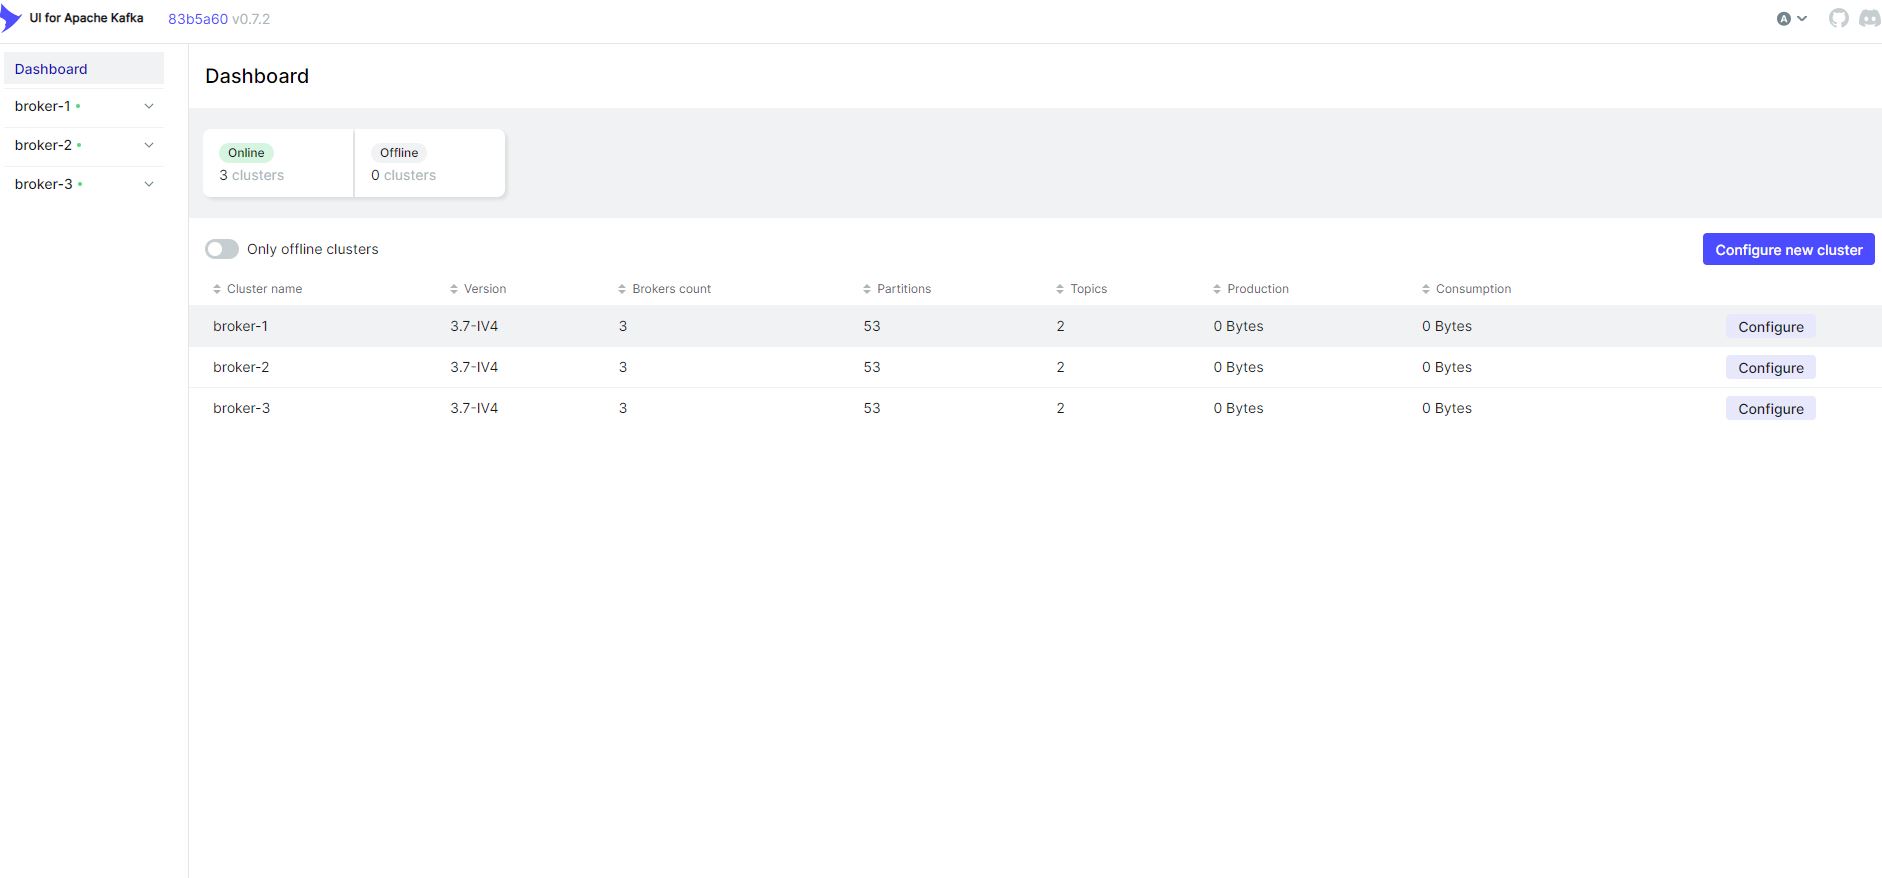 UI for Apache Kafka 83b5a60 v0.7.2 A
Dashboard
broker-1
broker-2
broker-3
Dashboard
Online
3 clusters
Offline
0 clusters
Only offline clusters
Configure new cluster
Cluster name Version Brokers count Partitions Topics Production Consumption
broker-1 3.7-IV4 3 53 2 0 Bytes 0 Bytes Configure
broker-2 3.7-IV4 3 53 2 0 Bytes 0 Bytes Configure
broker-3 3.7-IV4 3 53 2 0 Bytes 0 Bytes Configure